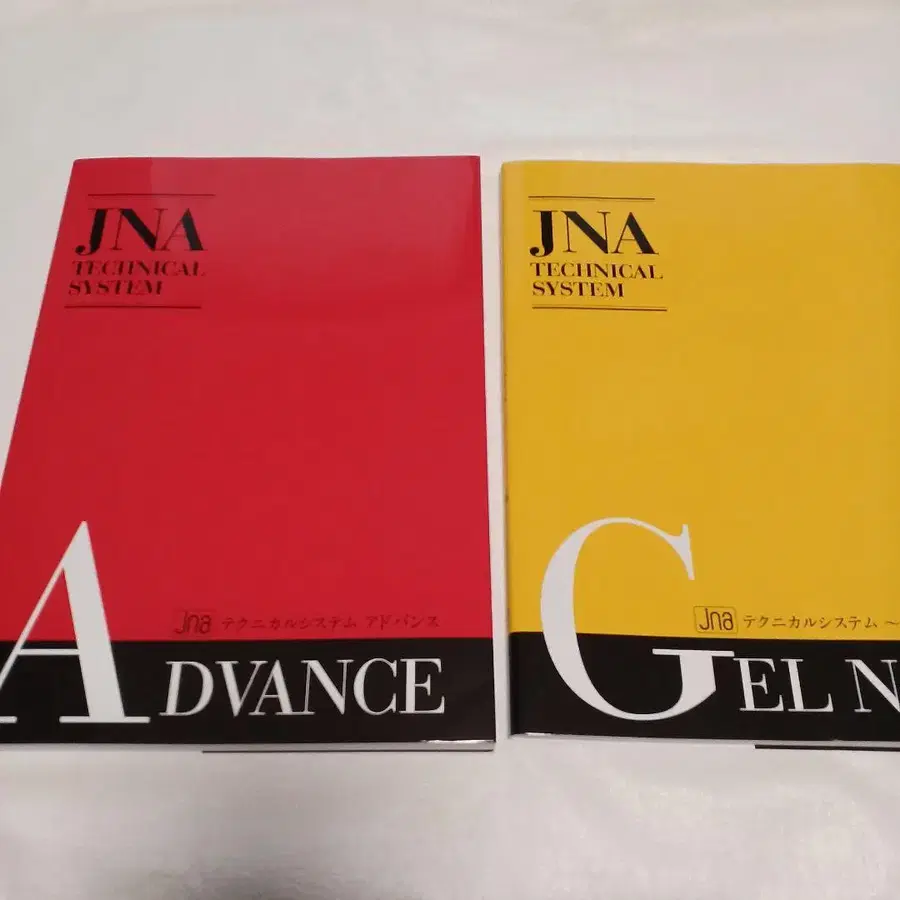 JNA
TECHNICAL
SYSTEM
Jna テクニカルシステム アドバンス
ADVANCE
JNA
TECHNICAL
SYSTEM
Jna テクニカルシステム ～
GEL N